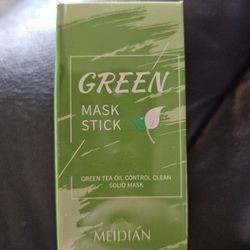 GREEN
MASK
STICK
GREEN TEA OIL CONTROL CLEAN
SOLID MASK
MEIDIAN